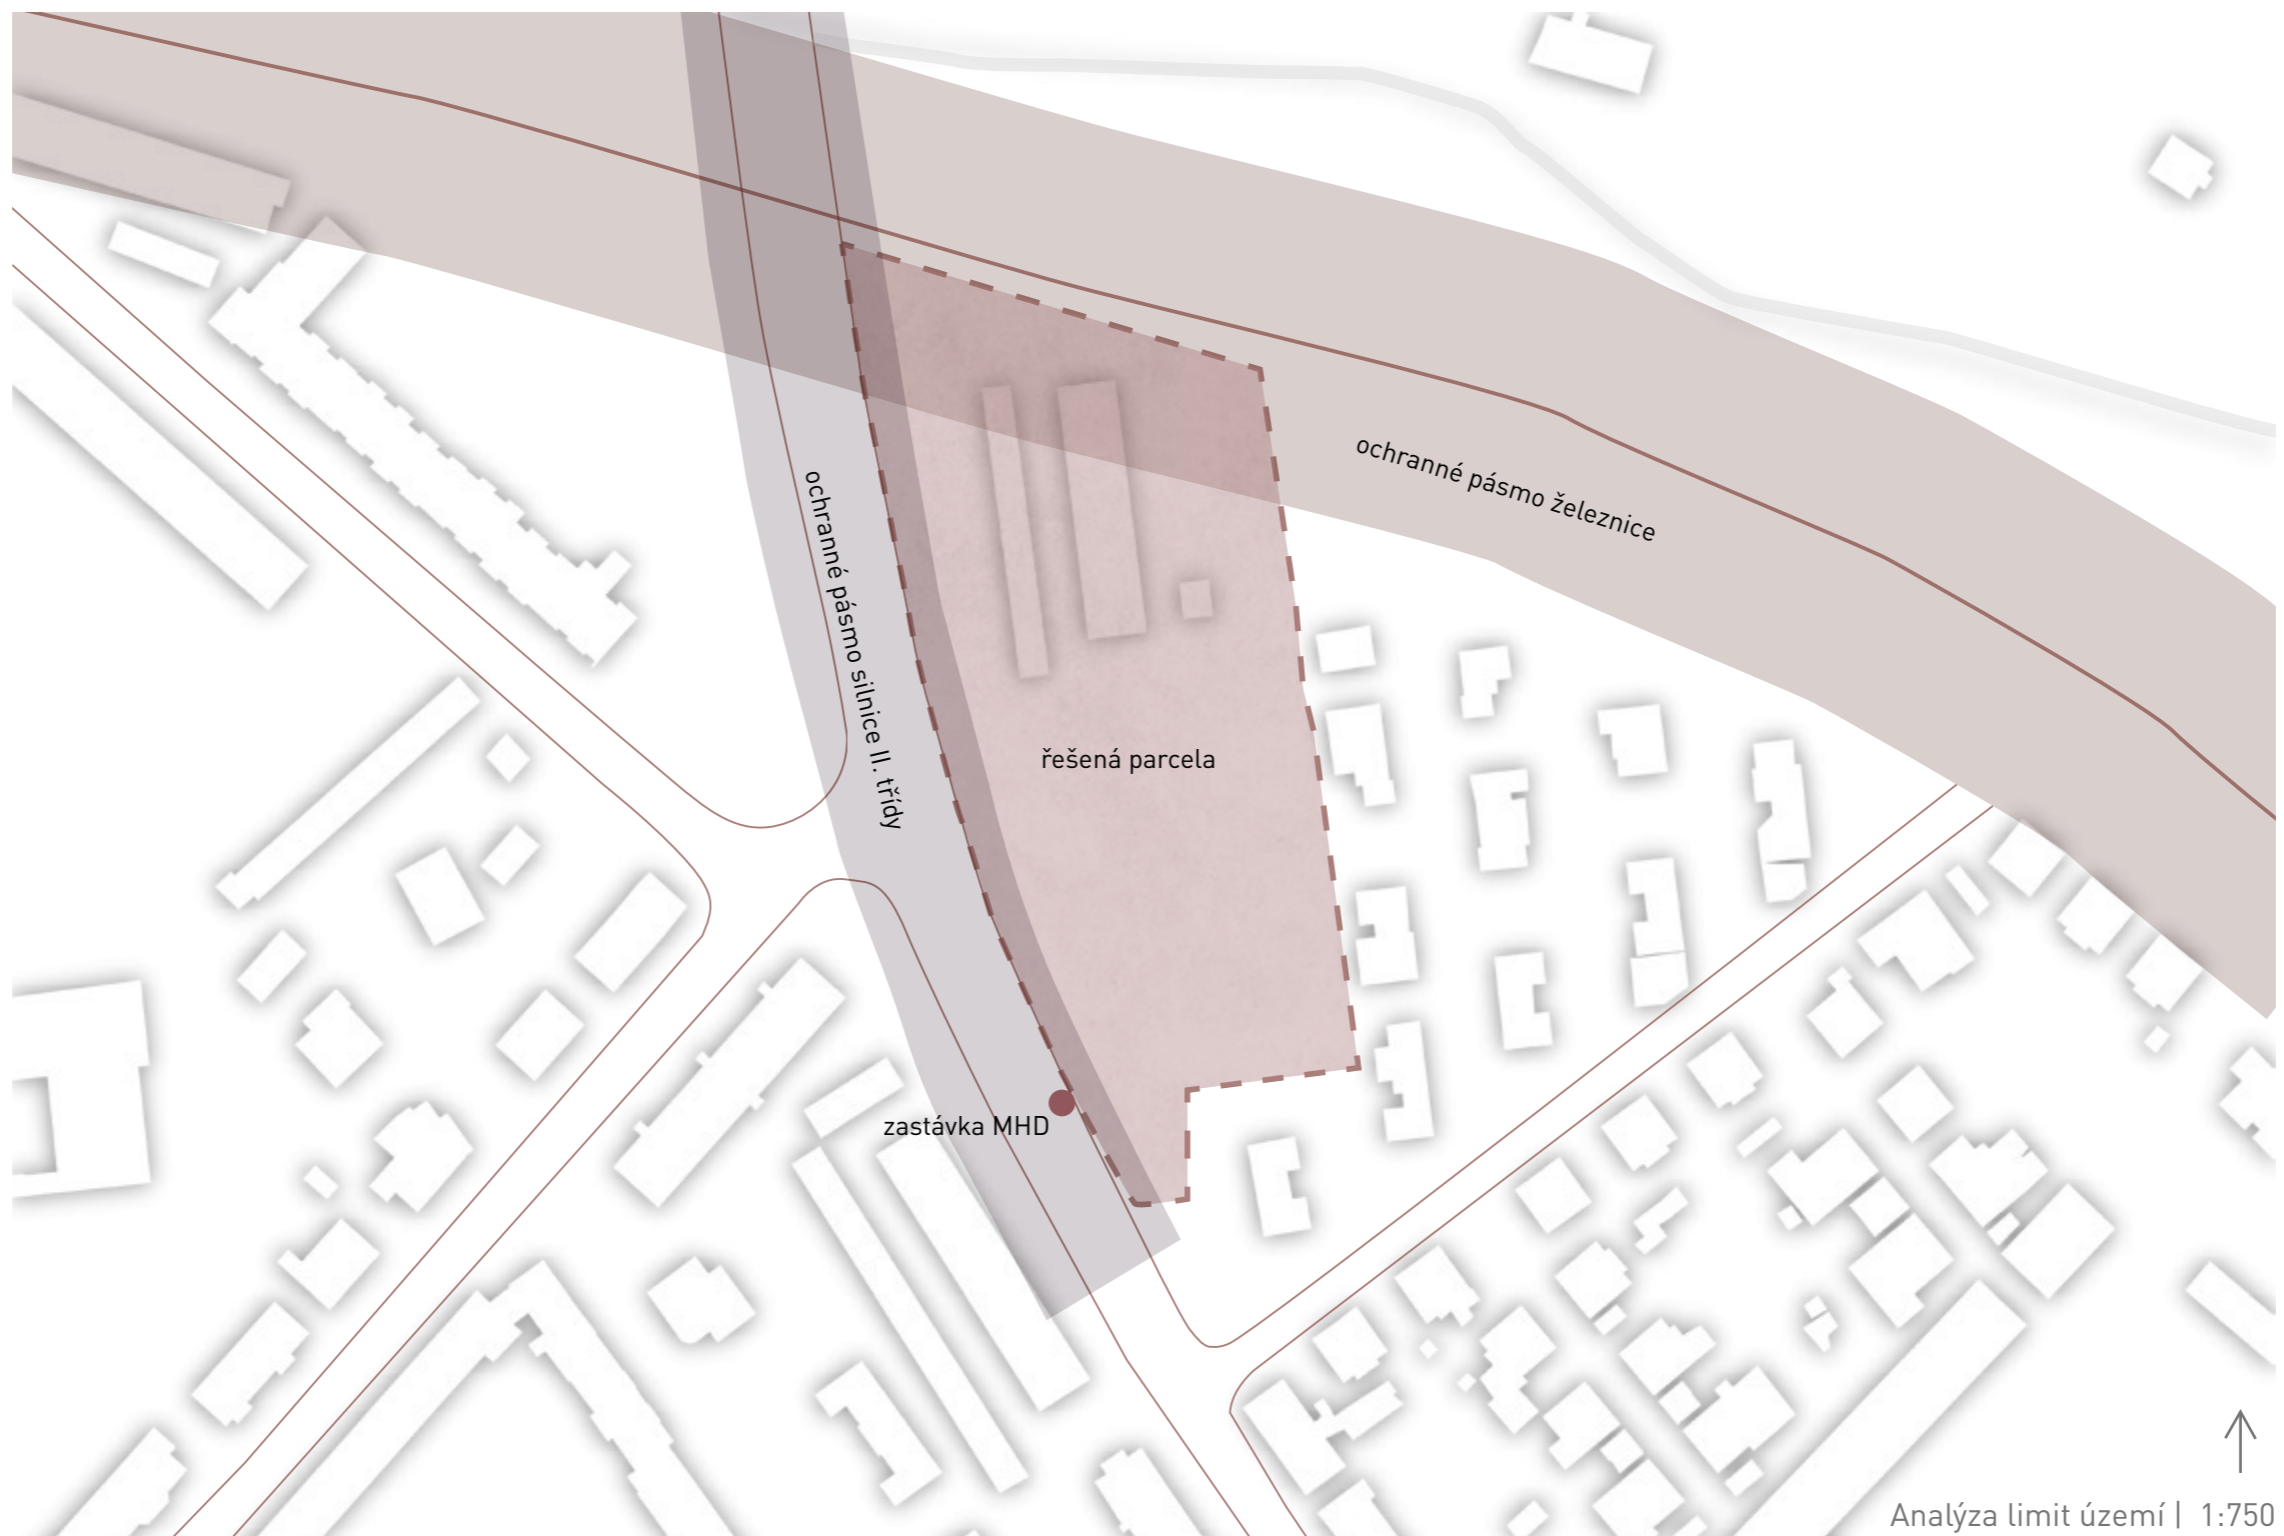 ochranné pásmo železnice
ochranné pásmo silnice II. třídy
řešená parcela
zastávka MHD
Analýza limit území | 1:750